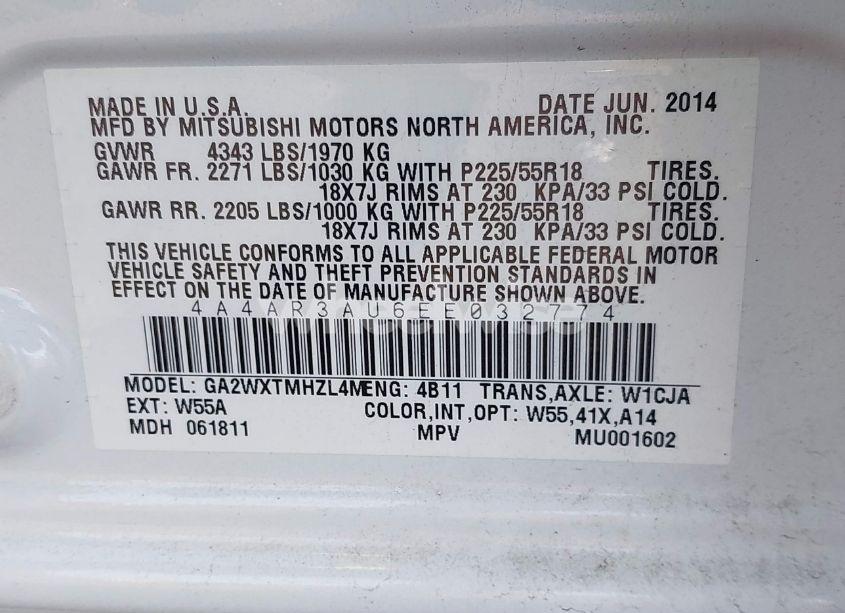 MADE IN U.S.A. DATE JUN. 2014
MFD BY MITSUBISHI MOTORS NORTH AMERICA, INC.
GVWR 4343 LBS/1970 KG
GAWR FR. 2271 LBS/1030 KG WITH P225/55R18 TIRES.
18X7J RIMS AT 230 KPA/33 PSI COLD.
GAWR RR. 2205 LBS/1000 KG WITH P225/55R18 TIRES.
18X7J RIMS AT 230 KPA/33 PSI COLD.
THIS VEHICLE CONFORMS TO ALL APPLICABLE FEDERAL MOTOR
VEHICLE SAFETY AND THEFT PREVENTION STANDARDS IN
EFFECT ON THE DATE OF MANUFACTURE SHOWN ABOVE.
4A4AR3AU6EE032774
MODEL: GA2WXTMHZL4MENG: 4B11 TRANS,AXLE: W1CJA
EXT: W55A COLOR,INT,OPT: W55,41X,A14
MDH 061811 MPV MU001602